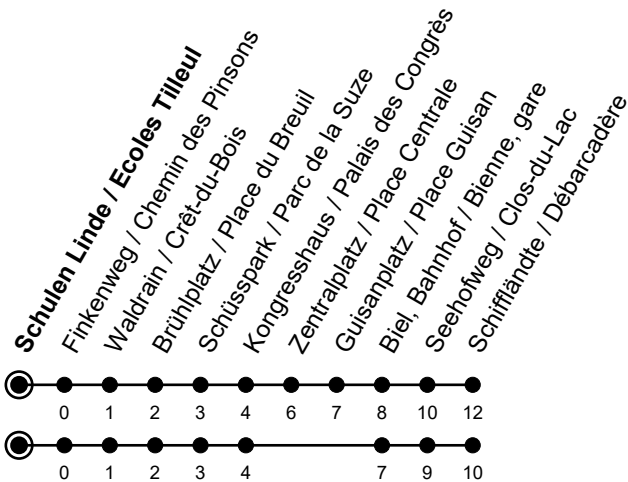 Schulen Linde / Ecoles Tilleul
Finkenweg / Chemin des Pinsons
Waldrain / Crêt-du-Bois
Brühlplatz / Place du Breuil
Schüsspark / Parc de la Suze
Kongresshaus / Palais des Congrès
Zentralplatz / Place Centrale
Guisanplatz / Place Guisan
Biel, Bahnhof / Bienne, gare
Seehofweg / Clos-du-Lac
Schiffländte / Débarcadère
0 1 2 3 4 6 7 8 10 12
0 1 2 3 4 7 9 10